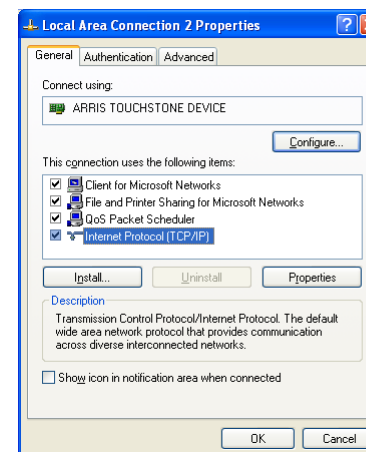 Local Area Connection 2 Properties
General Authentication Advanced
Connect using:
ARRIS TOUCHSTONE DEVICE
Configure...
This connection uses the following items:
Client for Microsoft Networks
File and Printer Sharing for Microsoft Networks
QoS Packet Scheduler
Internet Protocol (TCP/IP)
Install... Uninstall Properties
Description
Transmission Control Protocol/Internet Protocol. The default
wide area network protocol that provides communication
across diverse interconnected networks.
Show icon in notification area when connected
OK Cancel